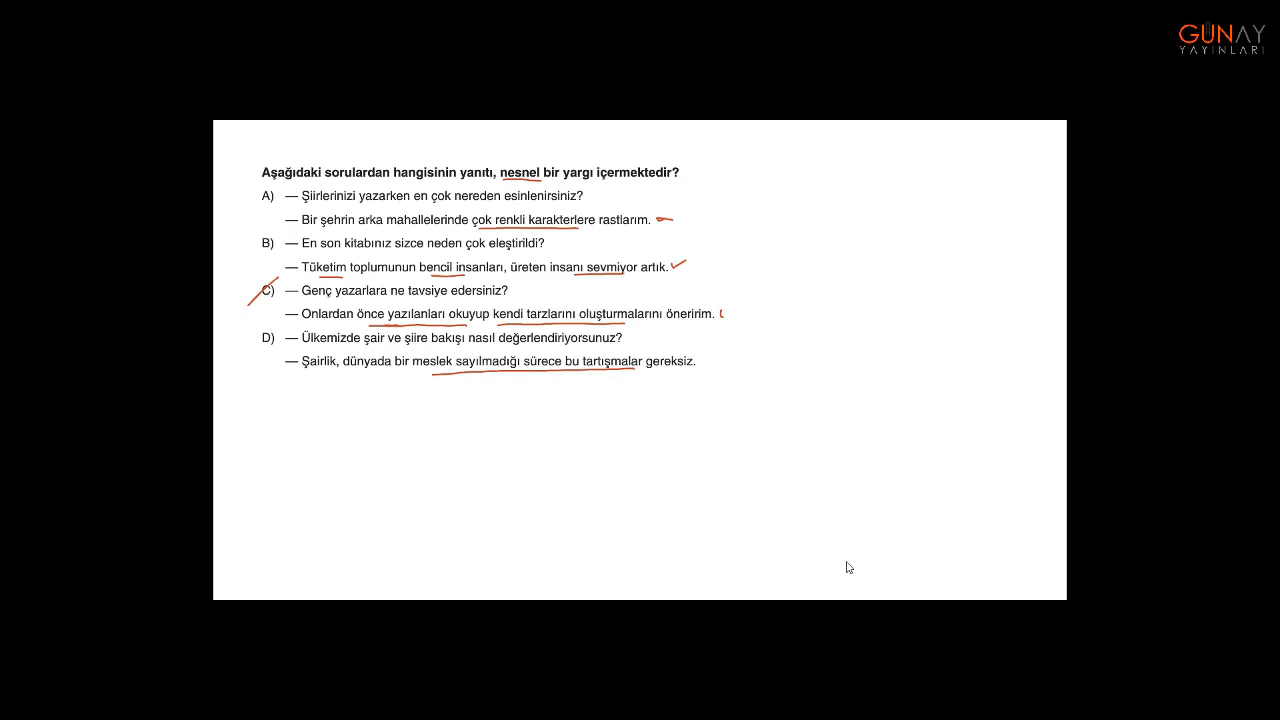 GÜNAY
YAYINLARI
Aşağıdaki sorulardan hangisinin yanıtı, nesnel bir yargı içermektedir?
A) — Şiirlerinizi yazarken en çok nereden esinlenirsiniz?
— Bir şehrin arka mahallelerinde çok renkli karakterlere rastlarım.
B) — En son kitabınız sizce neden çok eleştirildi?
— Tüketim toplumunun bencil insanları, üreten insanı sevmiyor artık.
C) — Genç yazarlara ne tavsiye edersiniz?
— Onlardan önce yazılanları okuyup kendi tarzlarını oluşturmalarını öneririm.
D) — Ülkemizde şair ve şiire bakışı nasıl değerlendiriyorsunuz?
— Şairlik, dünyada bir meslek sayılmadığı sürece bu tartışmalar gereksiz.